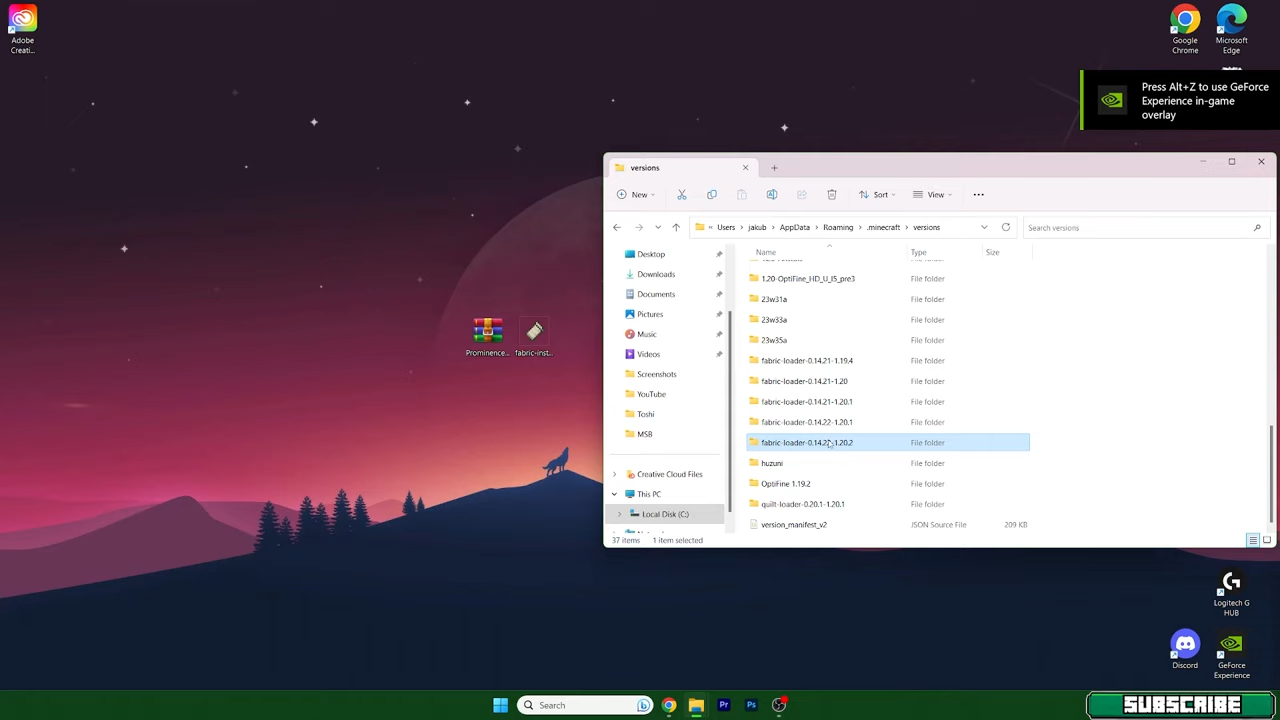 Adobe
Creati...
Google
Chrome
Microsoft
Edge
Press Alt+Z to use GeForce
Experience in-game
overlay
versions
New
Sort
View
Users
jakub
AppData
Roaming
.minecraft
versions
Search versions
Name
Type
Size
Desktop
Downloads
Documents
Pictures
Music
Videos
Screenshots
YouTube
Toshi
MSB
Creative Cloud Files
This PC
Local Disk (C:)
1.20-OptiFine_HD_U_I5_pre3 File folder
23w31a File folder
23w33a File folder
23w35a File folder
fabric-loader-0.14.21-1.19.4 File folder
fabric-loader-0.14.21-1.20 File folder
fabric-loader-0.14.21-1.20.1 File folder
fabric-loader-0.14.22-1.20.1 File folder
fabric-loader-0.14.22-1.20.2 File folder
huzuni File folder
OptiFine 1.19.2 File folder
quilt-loader-0.20.1-1.20.1 File folder
version_manifest_v2 JSON Source File 209 KB
37 items 1 item selected
Prominence...
fabric-inst...
Logitech G
HUB
Discord
GeForce
Experience
Search
Pr
Ps
SUBSCRIBE